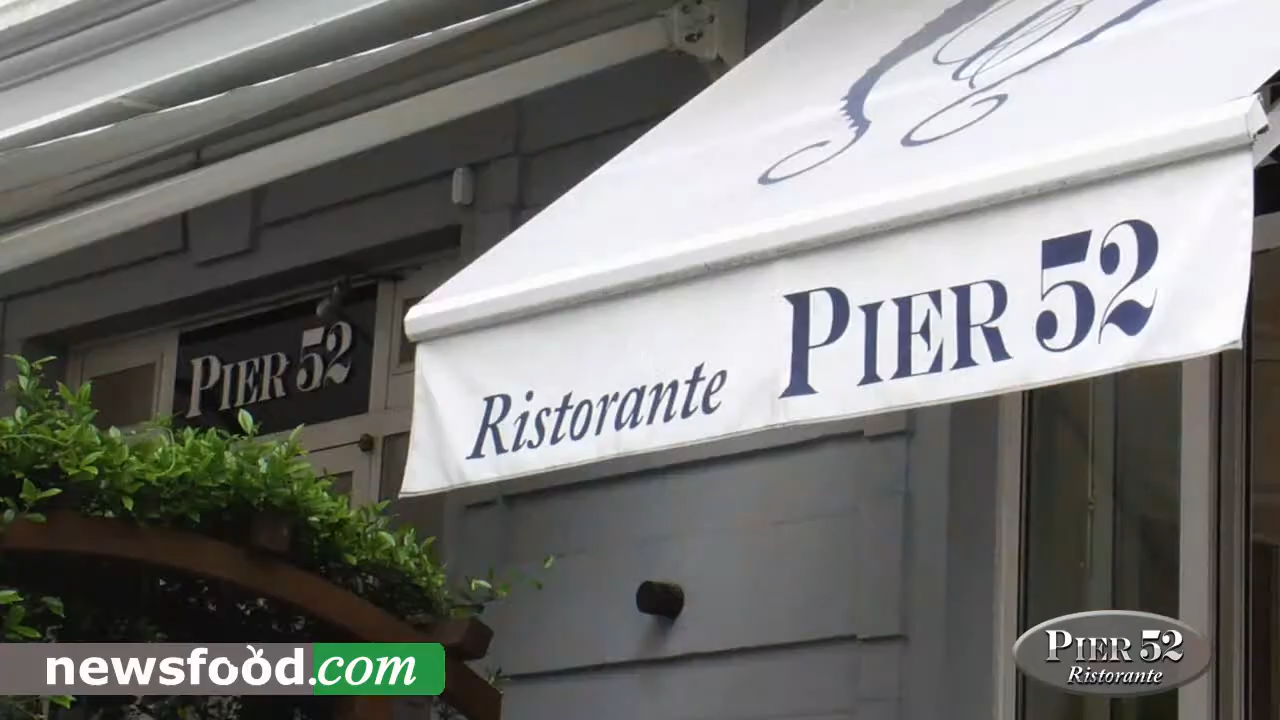 PIER 52
Ristorante PIER 52
newsfood.com
PIER 52
Ristorante